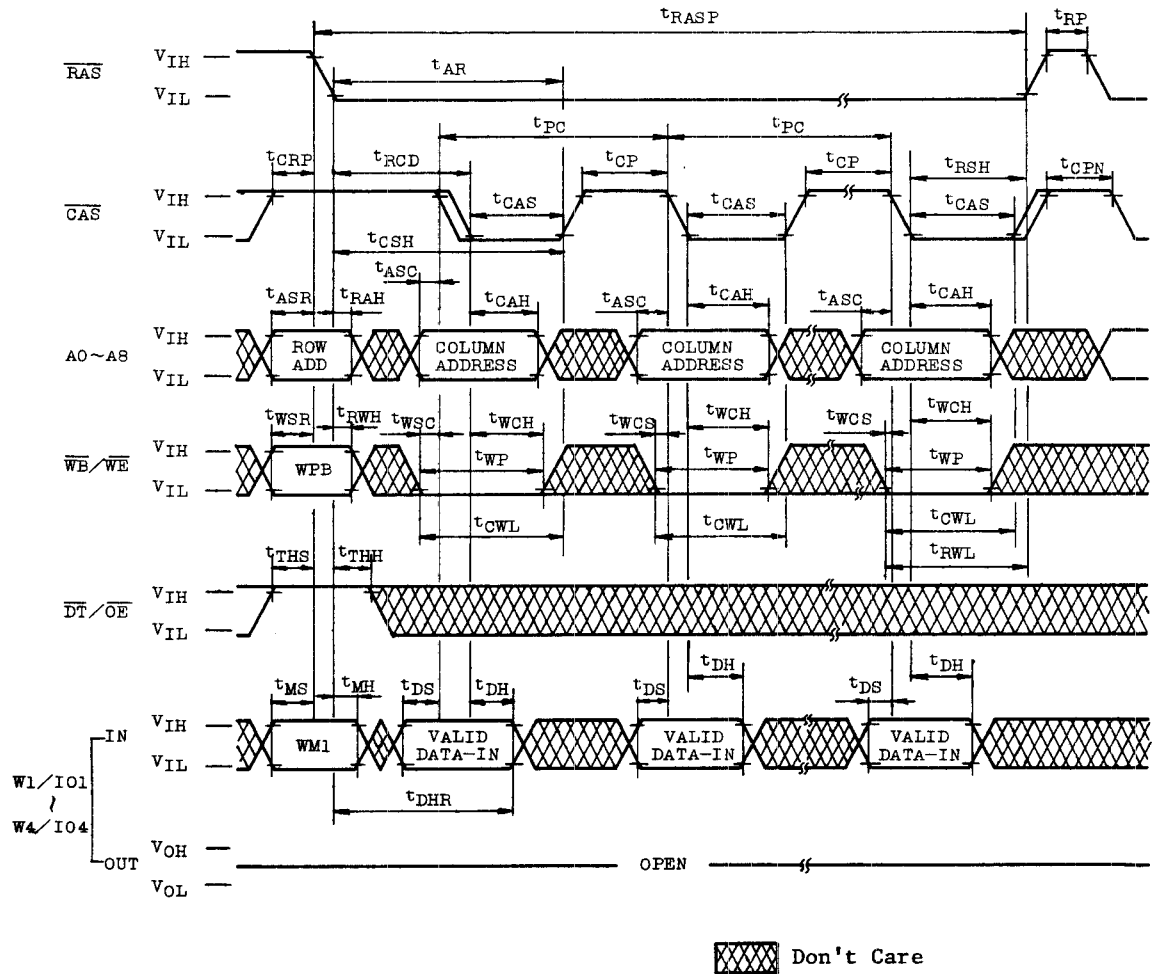 tRASP tRP
RAS VIH
VIL
tAR
tPC tPC
tCRP tRCD tCP tCP tRSH tCPN
CAS VIH
VIL
tCAS tCAS tCAS
tCSH
tASC
tASR tRAH tCAH tASC tCAH tASC tCAH
A0~A8 VIH
VIL
ROW ADD
COLUMN ADDRESS
COLUMN ADDRESS
COLUMN ADDRESS
tWSR tRWH tWSC tWCH tWCS tWCH tWCS tWCH
WB/WE VIH
VIL
WPB tWP tWP tWP
tCWL tCWL tCWL
tRWL
tTHS tTHH
DT/OE VIH
VIL
tMS tMH tDS tDH tDS tDH tDS tDH
IN VIH
VIL
WM1
VALID DATA-IN
VALID DATA-IN
VALID DATA-IN
W1/IO1
~
W4/IO4
tDHR
OUT VOH
VOL
OPEN
Don't Care